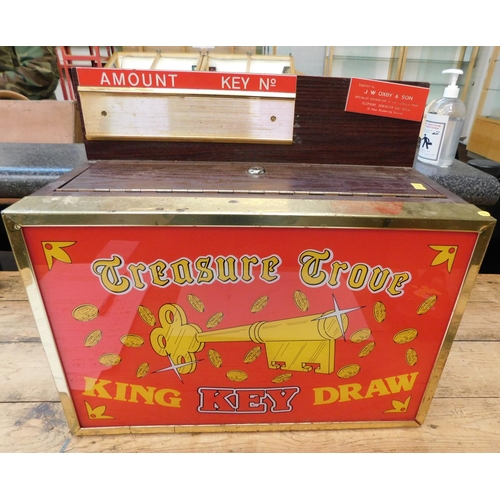 AMOUNT KEY Nº
J. W. OXBY & SON
Treasure Trove
KING KEY DRAW